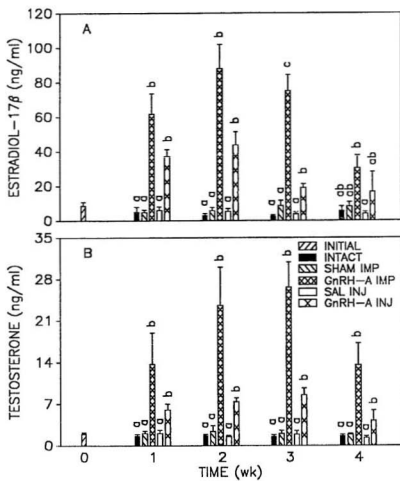 A
ESTRADIOL-17β (ng/ml)
120
100
80
60
40
20
0
b
a
a
a
b
b
a
a
a
b
c
a
a
a
b
ab
ab
b
a
ab
B
TESTOSTERONE (ng/ml)
35
28
21
14
7
0
INITIAL
INTACT
SHAM IMP
GnRH-A IMP
SAL INJ
GnRH-A INJ
a
a
b
a
b
a
a
b
a
b
a
a
b
a
b
a
a
b
a
b
0 1 2 3 4
TIME (wk)